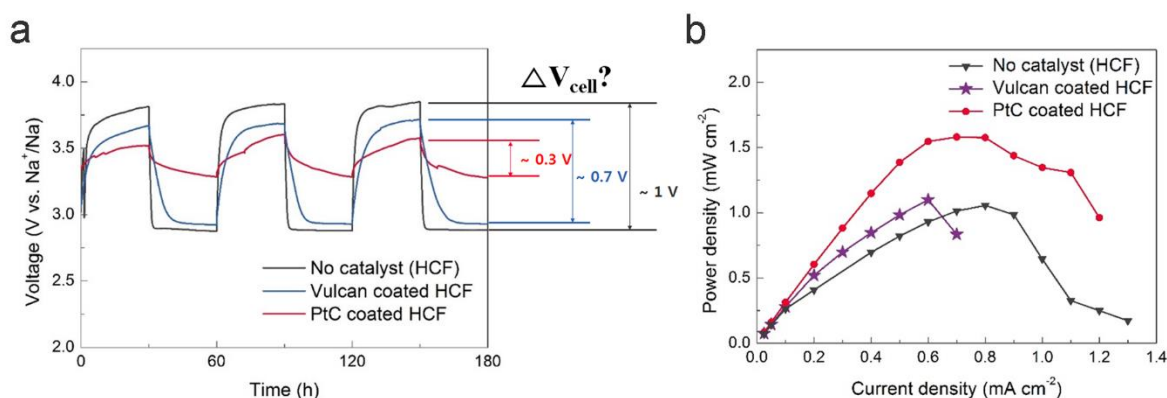 a
Voltage (V vs. Na⁺/Na)
4.0
3.5
3.0
2.5
2.0
0
60
120
180
Time (h)
No catalyst (HCF)
Vulcan coated HCF
PtC coated HCF
△V_cell?
~ 0.3 V
~ 0.7 V
~ 1 V
b
Power density (mW cm⁻²)
2.0
1.5
1.0
0.5
0.0
0.0
0.2
0.4
0.6
0.8
1.0
1.2
1.4
Current density (mA cm⁻²)
No catalyst (HCF)
Vulcan coated HCF
PtC coated HCF